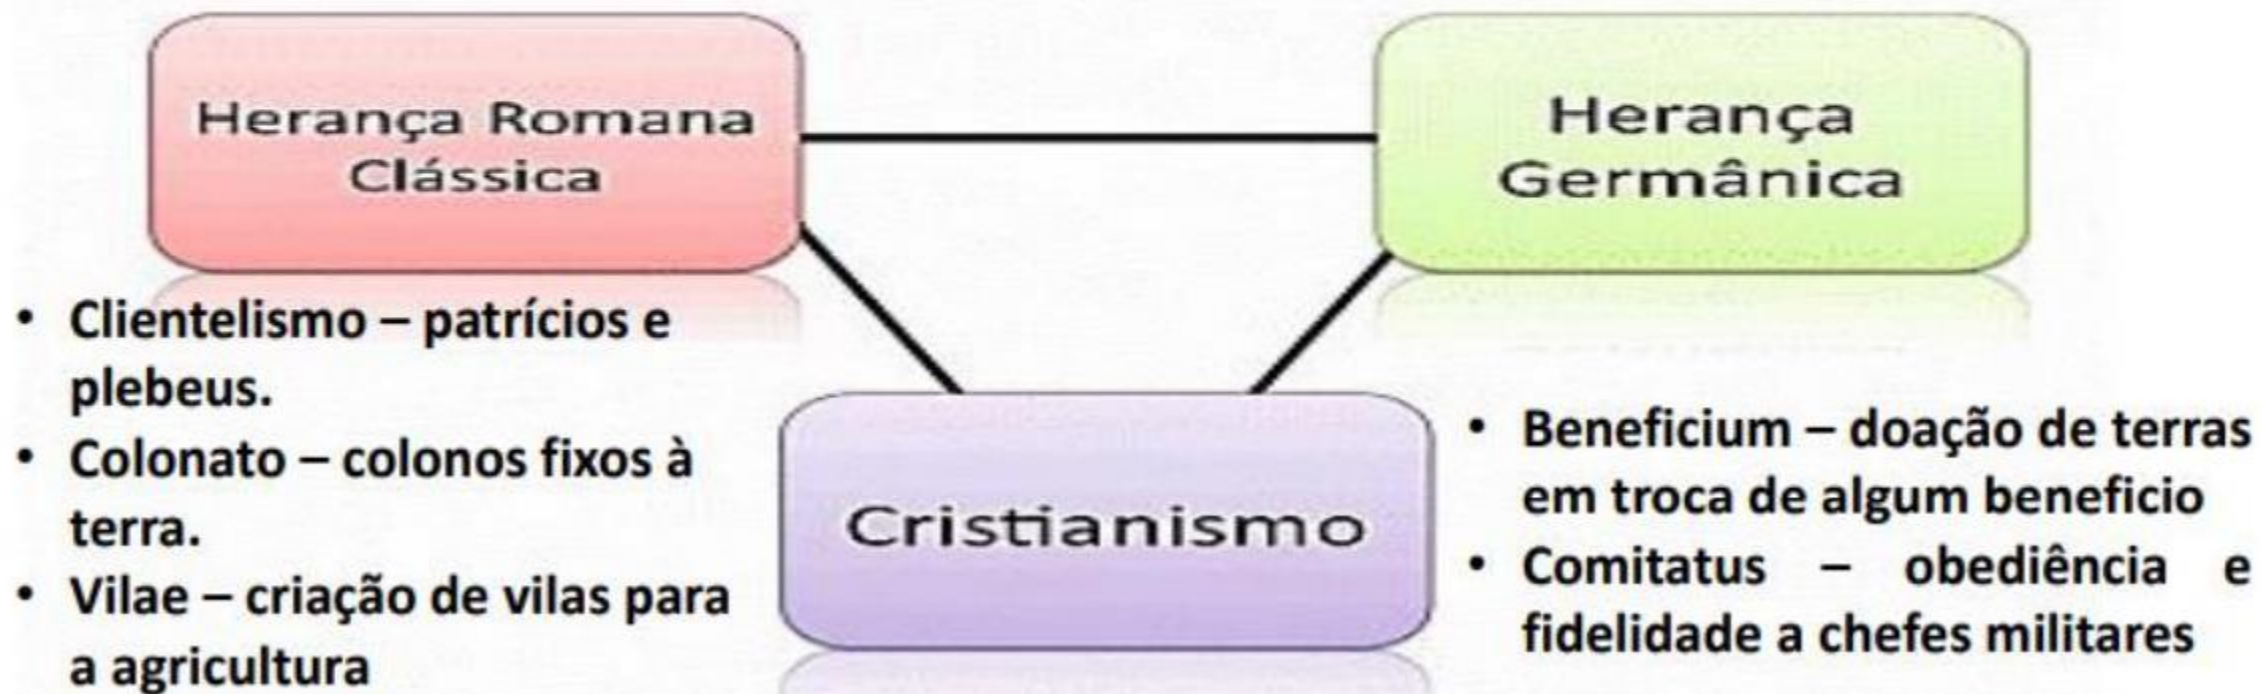 Herança Romana
Clássica
Herança
Germânica
• Clientelismo – patrícios e
plebeus.
• Colonato – colonos fixos à
terra.
• Vilae – criação de vilas para
a agricultura
Cristianismo
• Beneficium – doação de terras
em troca de algum beneficio
• Comitatus – obediência e
fidelidade a chefes militares